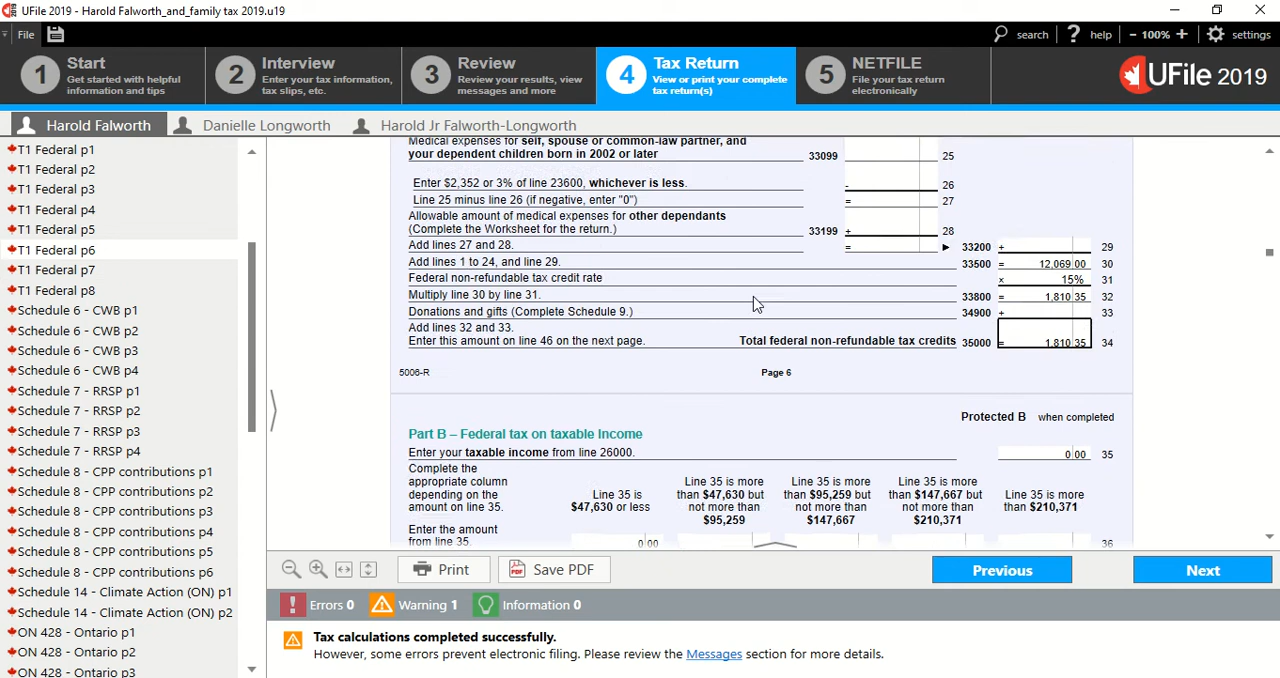 UFile 2019 - Harold Falworth_and_family tax 2019.u19
File
search
help
- 100% +
settings
1 Start
Get started with helpful
information and tips
2 Interview
Enter your tax information,
tax slips, etc.
3 Review
Review your results, view
messages and more
4 Tax Return
View or print your complete
tax return(s)
5 NETFILE
File your tax return
electronically
UFile 2019
Harold Falworth
Danielle Longworth
Harold Jr Falworth-Longworth
T1 Federal p1
T1 Federal p2
T1 Federal p3
T1 Federal p4
T1 Federal p5
T1 Federal p6
T1 Federal p7
T1 Federal p8
Schedule 6 - CWB p1
Schedule 6 - CWB p2
Schedule 6 - CWB p3
Schedule 6 - CWB p4
Schedule 7 - RRSP p1
Schedule 7 - RRSP p2
Schedule 7 - RRSP p3
Schedule 7 - RRSP p4
Schedule 8 - CPP contributions p1
Schedule 8 - CPP contributions p2
Schedule 8 - CPP contributions p3
Schedule 8 - CPP contributions p4
Schedule 8 - CPP contributions p5
Schedule 8 - CPP contributions p6
Schedule 14 - Climate Action (ON) p1
Schedule 14 - Climate Action (ON) p2
ON 428 - Ontario p1
ON 428 - Ontario p2
ON 428 - Ontario p3
Medical expenses for self, spouse or common-law partner, and
your dependent children born in 2002 or later 33099 25
Enter $2,352 or 3% of line 23600, whichever is less. - 26
Line 25 minus line 26 (if negative, enter "0") = 27
Allowable amount of medical expenses for other dependants
(Complete the Worksheet for the return.) 33199 + 28
Add lines 27 and 28. = ► 33200 + 29
Add lines 1 to 24, and line 29. 33500 = 12,069 00 30
Federal non-refundable tax credit rate x 15% 31
Multiply line 30 by line 31. 33800 = 1,810 35 32
Donations and gifts (Complete Schedule 9.) 34900 + 33
Add lines 32 and 33.
Enter this amount on line 46 on the next page. Total federal non-refundable tax credits 35000 = 1,810 35 34
5006-R Page 6
Protected B when completed
Part B – Federal tax on taxable Income
Enter your taxable income from line 26000. 0 00 35
Complete the
appropriate column
depending on the
amount on line 35.
Line 35 is
$47,630 or less
Line 35 is more
than $47,630 but
not more than
$95,259
Line 35 is more
than $95,259 but
not more than
$147,667
Line 35 is more
than $147,667 but
not more than
$210,371
Line 35 is more
than $210,371
Enter the amount
from line 35. 0 00 36
Print
Save PDF
Previous
Next
Errors 0
Warning 1
Information 0
Tax calculations completed successfully.
However, some errors prevent electronic filing. Please review the Messages section for more details.